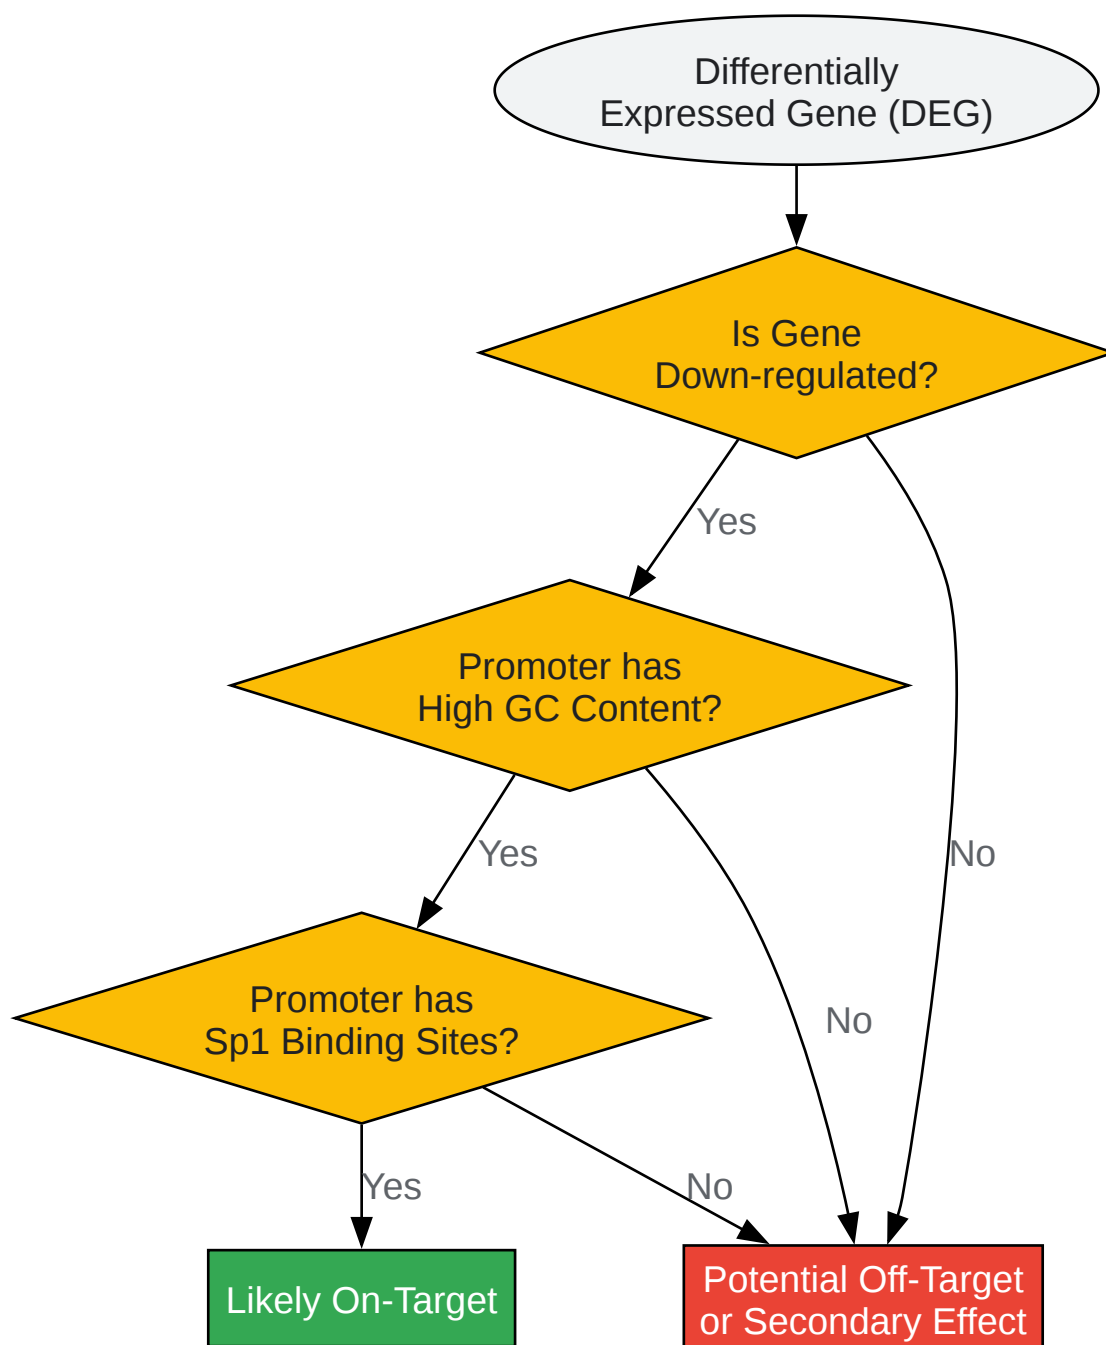 Differentially
Expressed Gene (DEG)
Is Gene
Down-regulated?
Yes
Promoter has
High GC Content?
Yes
No
Promoter has
Sp1 Binding Sites?
No
Yes
No
Likely On-Target
Potential Off-Target
or Secondary Effect